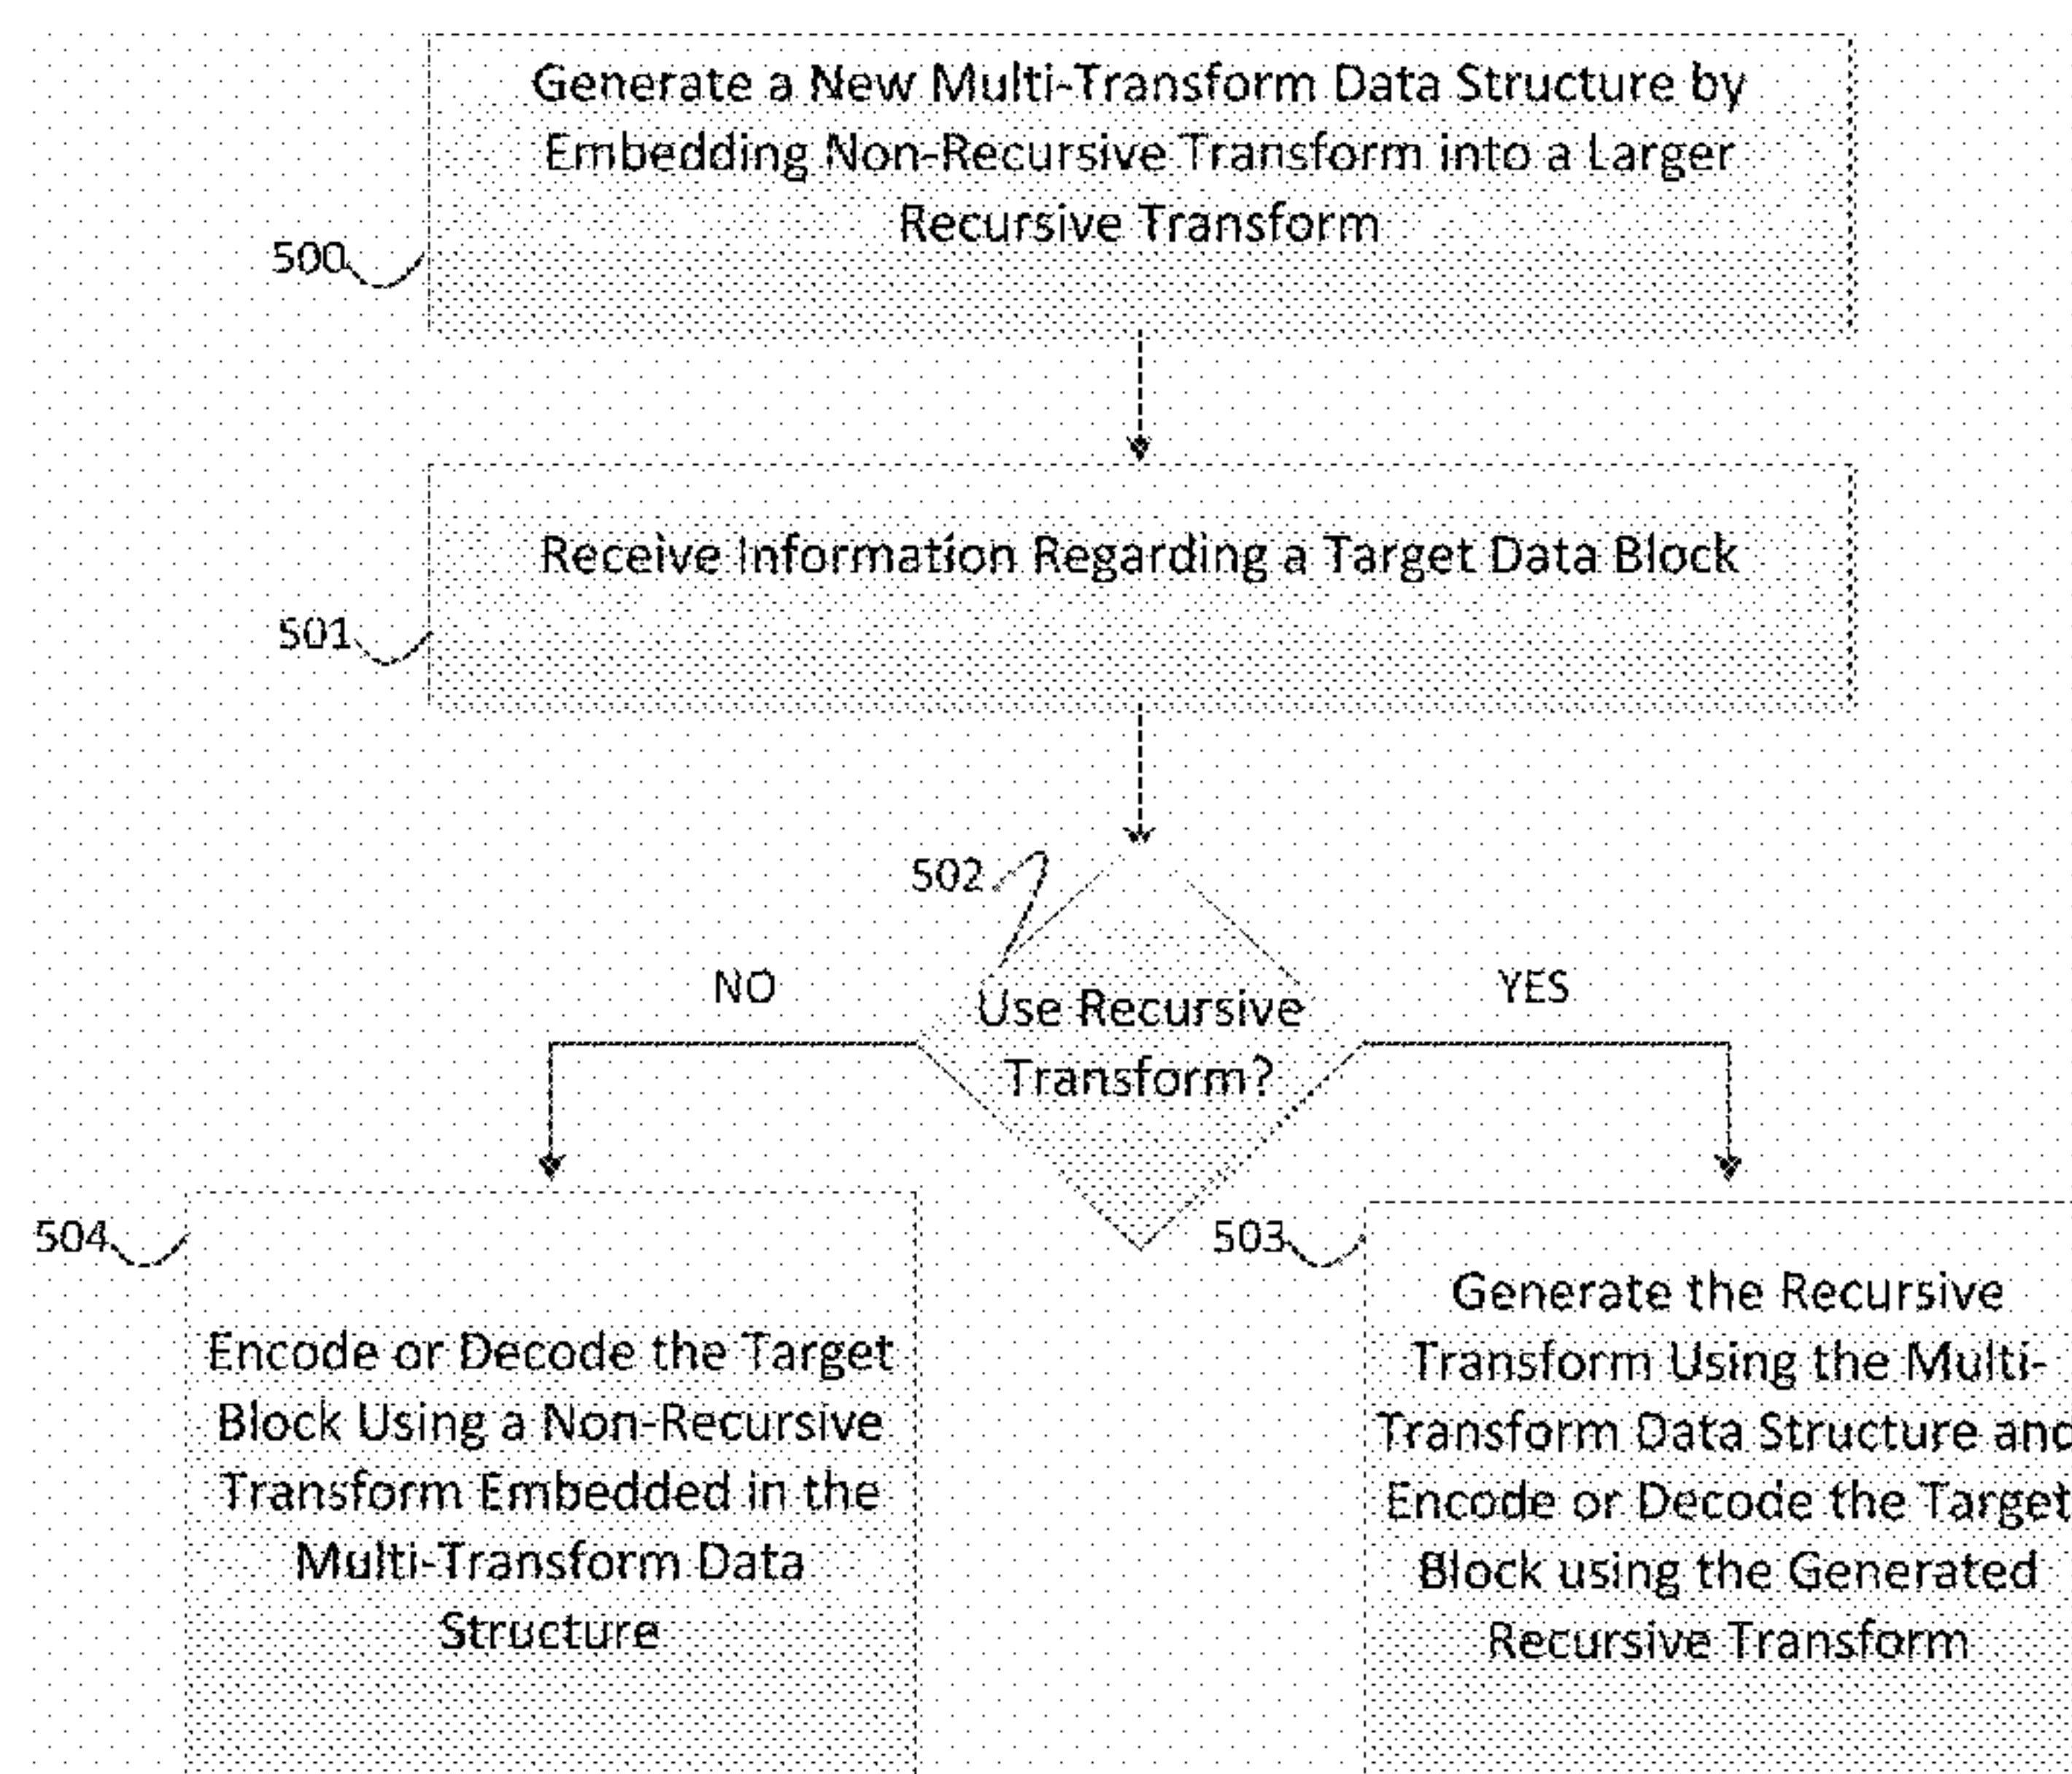 Generate a New Multi-Transform Data Structure by
Embedding Non-Recursive Transform into a Larger
Recursive Transform
500
Receive Information Regarding a Target Data Block
501
502
NO
YES
Use Recursive
Transform?
504
Encode or Decode the Target
Block Using a Non-Recursive
Transform Embedded in the
Multi-Transform Data
Structure
503
Generate the Recursive
Transform Using the Multi-
Transform Data Structure and
Encode or Decode the Target
Block using the Generated
Recursive Transform